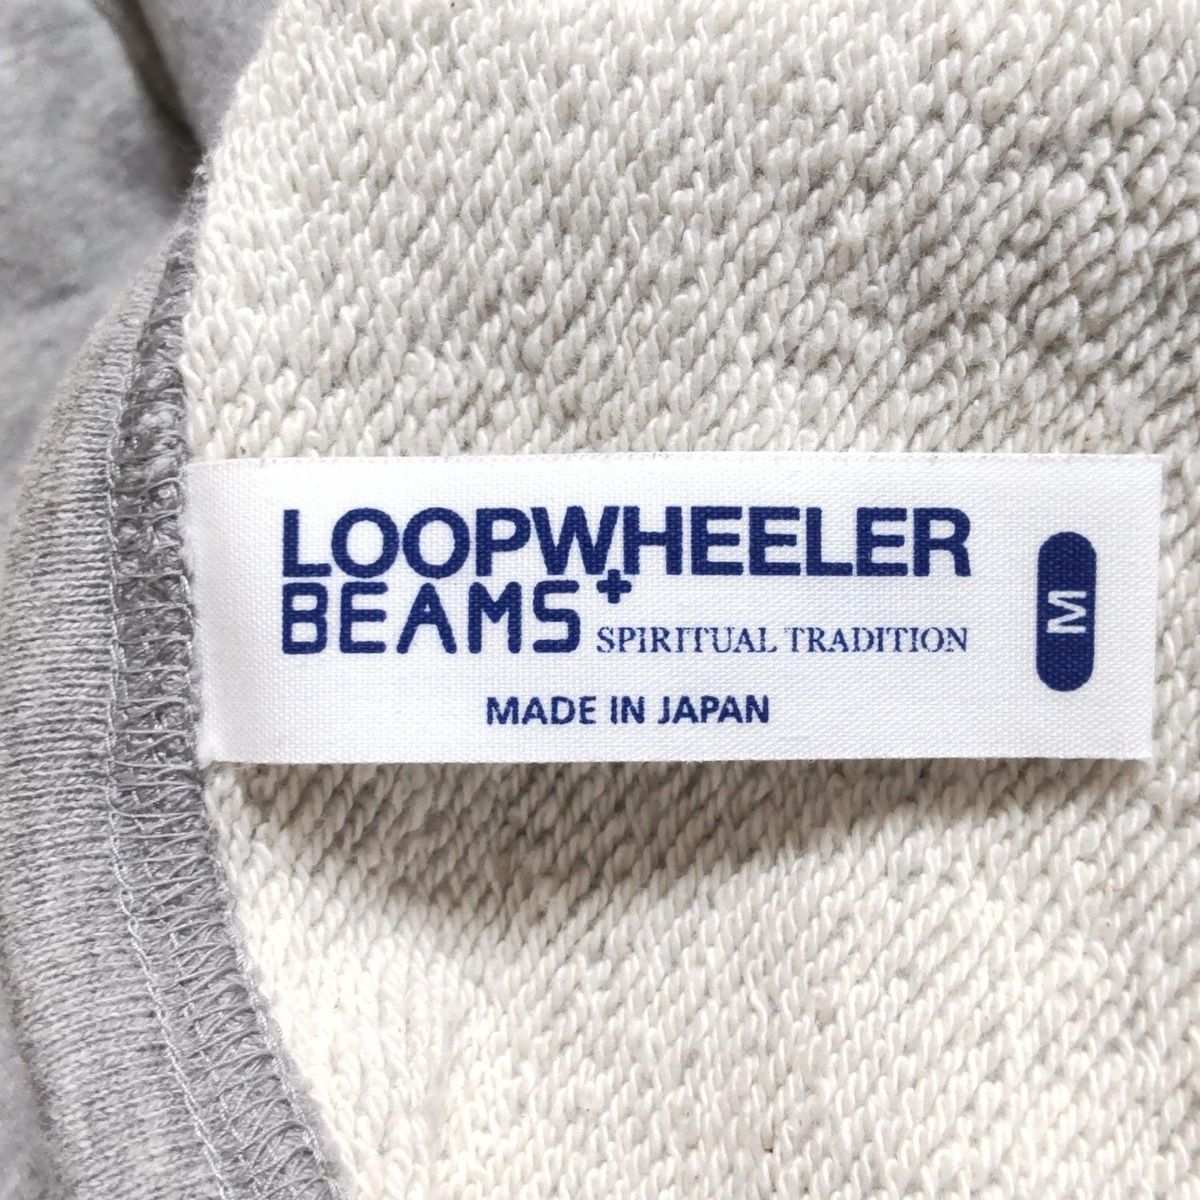 LOOPWHEELER
BEAMS+
SPIRITUAL TRADITION
MADE IN JAPAN
M